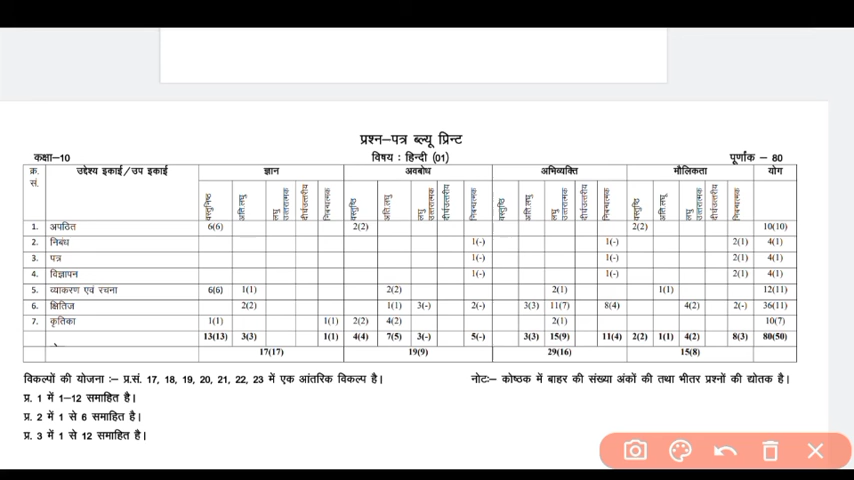 प्रश्न–पत्र ब्ल्यू प्रिन्ट
कक्षा–10 विषय : हिन्दी (01) पूर्णांक – 80
क्र. सं. उद्देश्य इकाई/उप इकाई ज्ञान अवबोध अभिव्यक्ति मौलिकता योग
वस्तुनिष्ठ अति.लघु लघु उत्तरात्मक दीर्घउत्तरीय निबन्धात्मक वस्तुष्ठि अति.लघु लघु उत्तरात्मक दीर्घउत्तरीय निबन्धात्मक वस्तुष्ठि अति.लघु लघु उत्तरात्मक दीर्घउत्तरीय निबन्धात्मक वस्तुष्ठि अति.लघु लघु उत्तरात्मक दीर्घउत्तरीय निबन्धात्मक
1. अपठित 6(6) 2(2) 2(2) 10(10)
2. निबंध 1(-) 1(-) 2(1) 4(1)
3. पत्र 1(-) 1(-) 2(1) 4(1)
4. विज्ञापन 1(-) 1(-) 2(1) 4(1)
5. व्याकरण एवं रचना 6(6) 1(1) 2(2) 2(1) 1(1) 12(11)
6. क्षितिज 2(2) 1(1) 3(-) 2(-) 3(3) 11(7) 8(4) 4(2) 2(-) 36(11)
7. कृतिका 1(1) 1(1) 2(2) 4(2) 2(1) 10(7)
13(13) 3(3) 1(1) 4(4) 7(5) 3(-) 5(-) 3(3) 15(9) 11(4) 2(2) 1(1) 4(2) 8(3) 80(50)
17(17) 19(9) 29(16) 15(8)
विकल्पों की योजना :– प्र.सं. 17, 18, 19, 20, 21, 22, 23 में एक आंतरिक विकल्प है। नोटः– कोष्ठक में बाहर की संख्या अंकों की तथा भीतर प्रश्नों की द्योतक है।
प्र. 1 में 1–12 समाहित है।
प्र. 2 में 1 से 6 समाहित है।
प्र. 3 में 1 से 12 समाहित है।